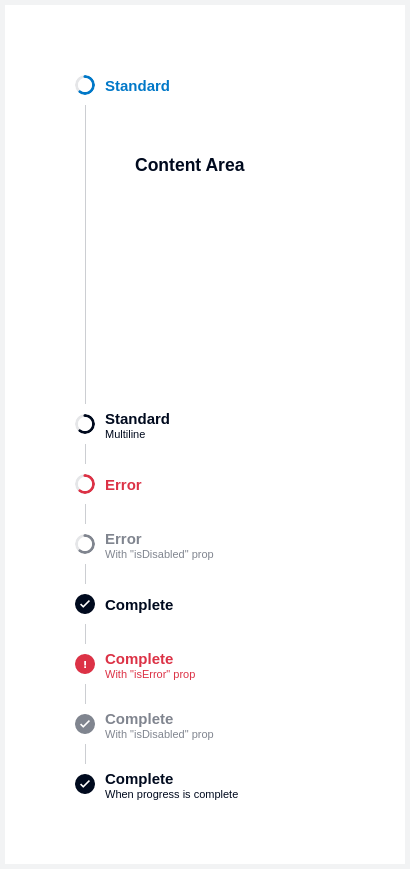 Standard
Content Area
Standard
Multiline
Error
Error
With "isDisabled" prop
Complete
Complete
With "isError" prop
Complete
With "isDisabled" prop
Complete
When progress is complete